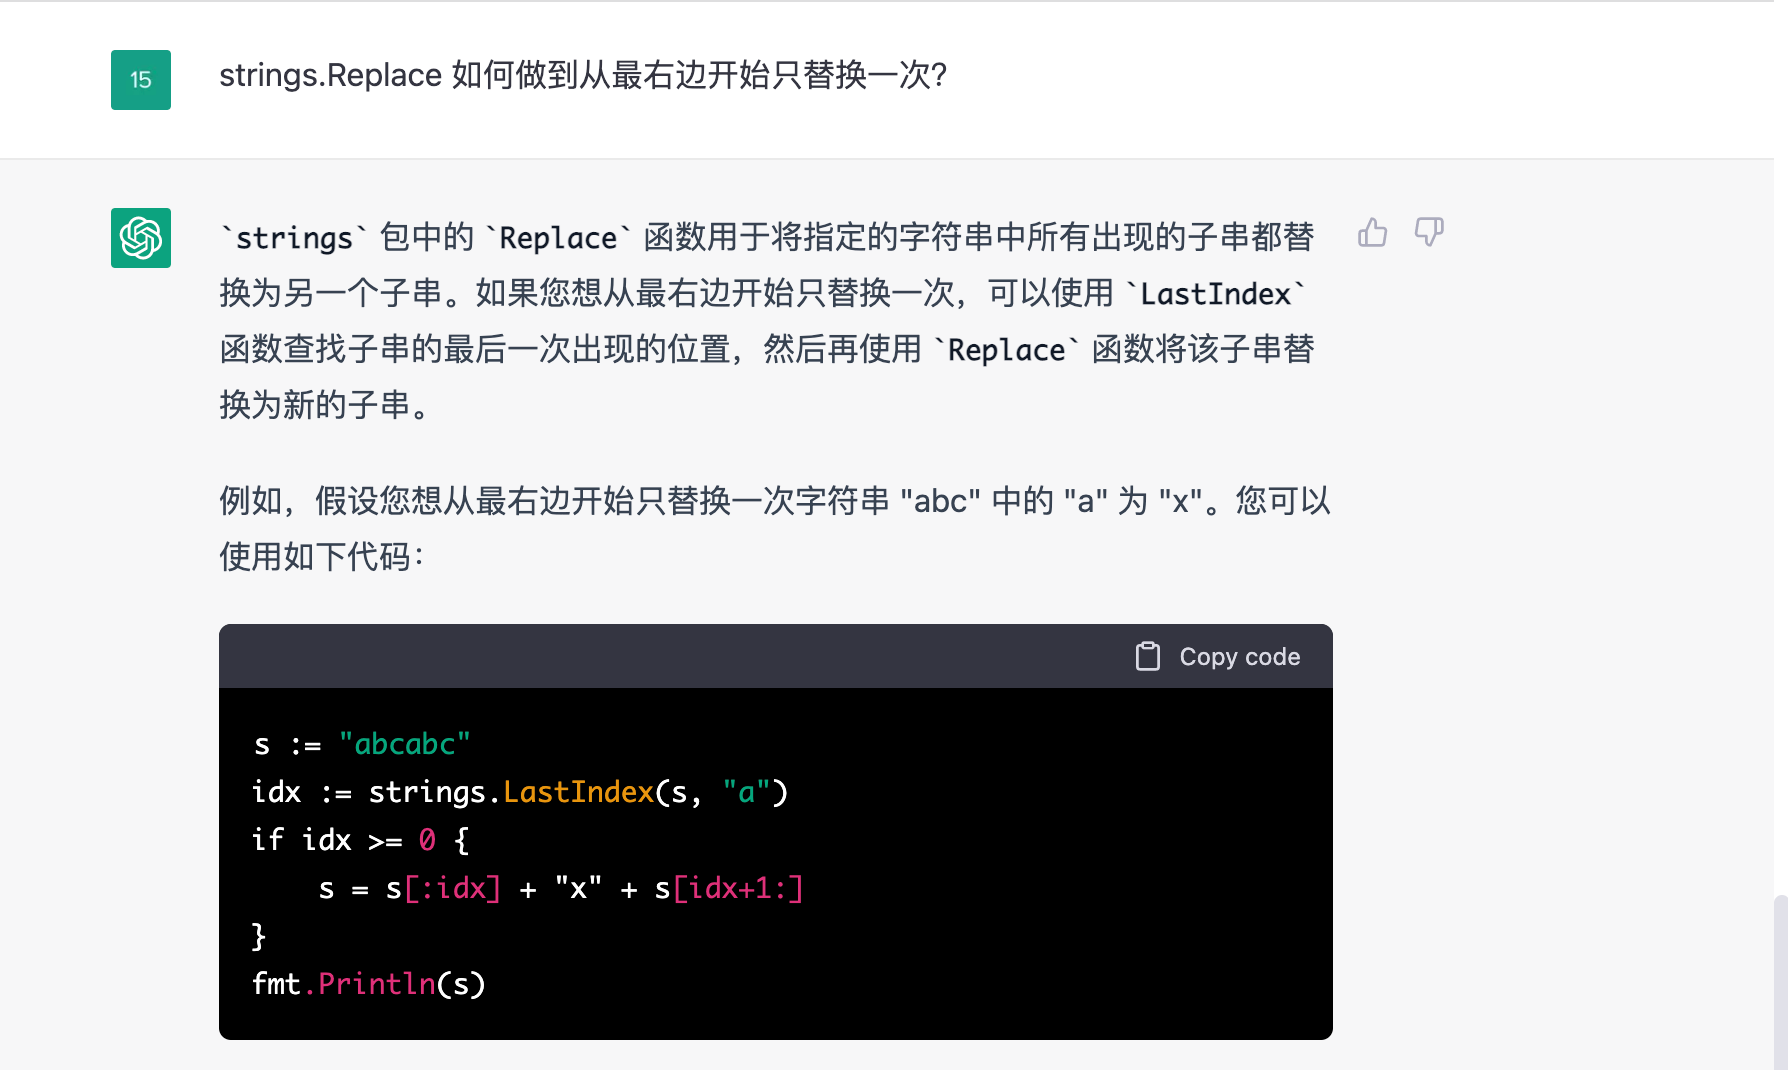 15
strings.Replace 如何做到从最右边开始只替换一次?
`strings` 包中的 `Replace` 函数用于将指定的字符串中所有出现的子串都替
换为另一个子串。如果您想从最右边开始只替换一次，可以使用 `LastIndex`
函数查找子串的最后一次出现的位置，然后再使用 `Replace` 函数将该子串替
换为新的子串。
例如，假设您想从最右边开始只替换一次字符串 "abc" 中的 "a" 为 "x"。您可以
使用如下代码：
Copy code
s := "abcabc"
idx := strings.LastIndex(s, "a")
if idx >= 0 {
    s = s[:idx] + "x" + s[idx+1:]
}
fmt.Println(s)